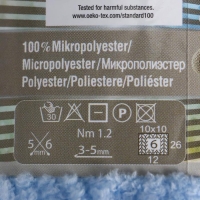 Tested for harmful substances.
www.oeko-tex.com/standard100
100% Mikropolyester/
Micropolyester/Микрополиэстер
Polyester/Poliestere/Poliéster
30 P
5 X 6 Nm 1.2 10x10
mm 3-5mm 6 26
12